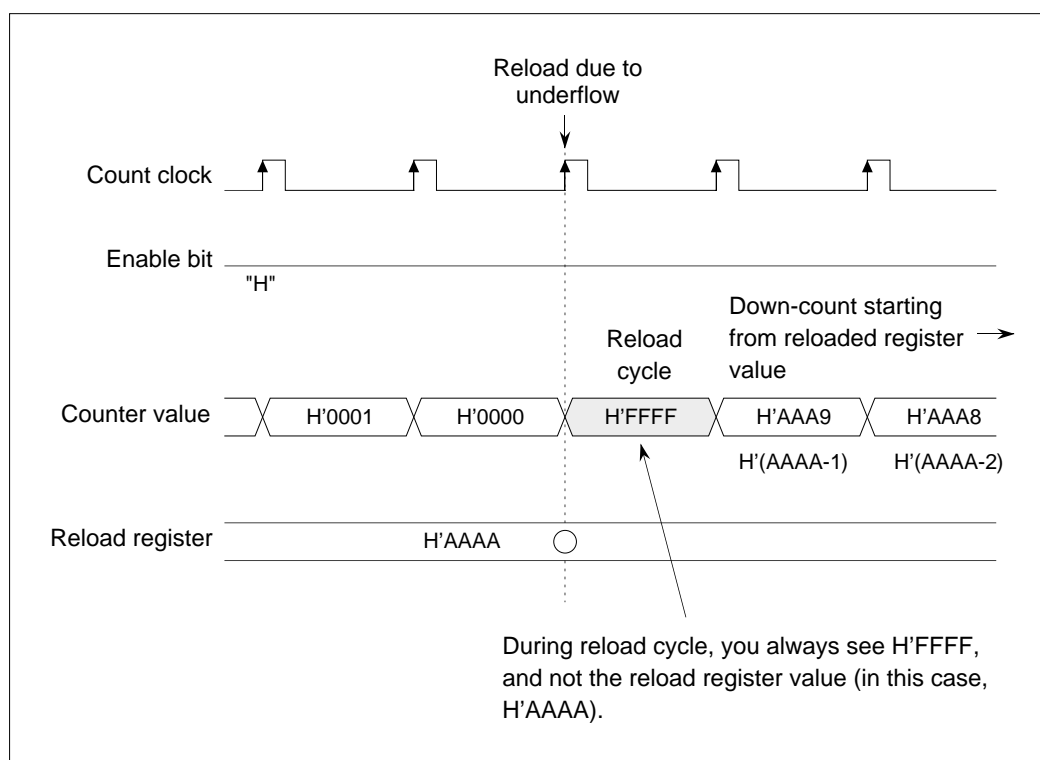 Reload due to
underflow
Count clock
Enable bit
"H"
Down-count starting
from reloaded register
value
Reload
cycle
Counter value
H'0001
H'0000
H'FFFF
H'AAA9
H'AAA8
H'(AAAA-1)
H'(AAAA-2)
Reload register
H'AAAA
During reload cycle, you always see H'FFFF,
and not the reload register value (in this case,
H'AAAA).